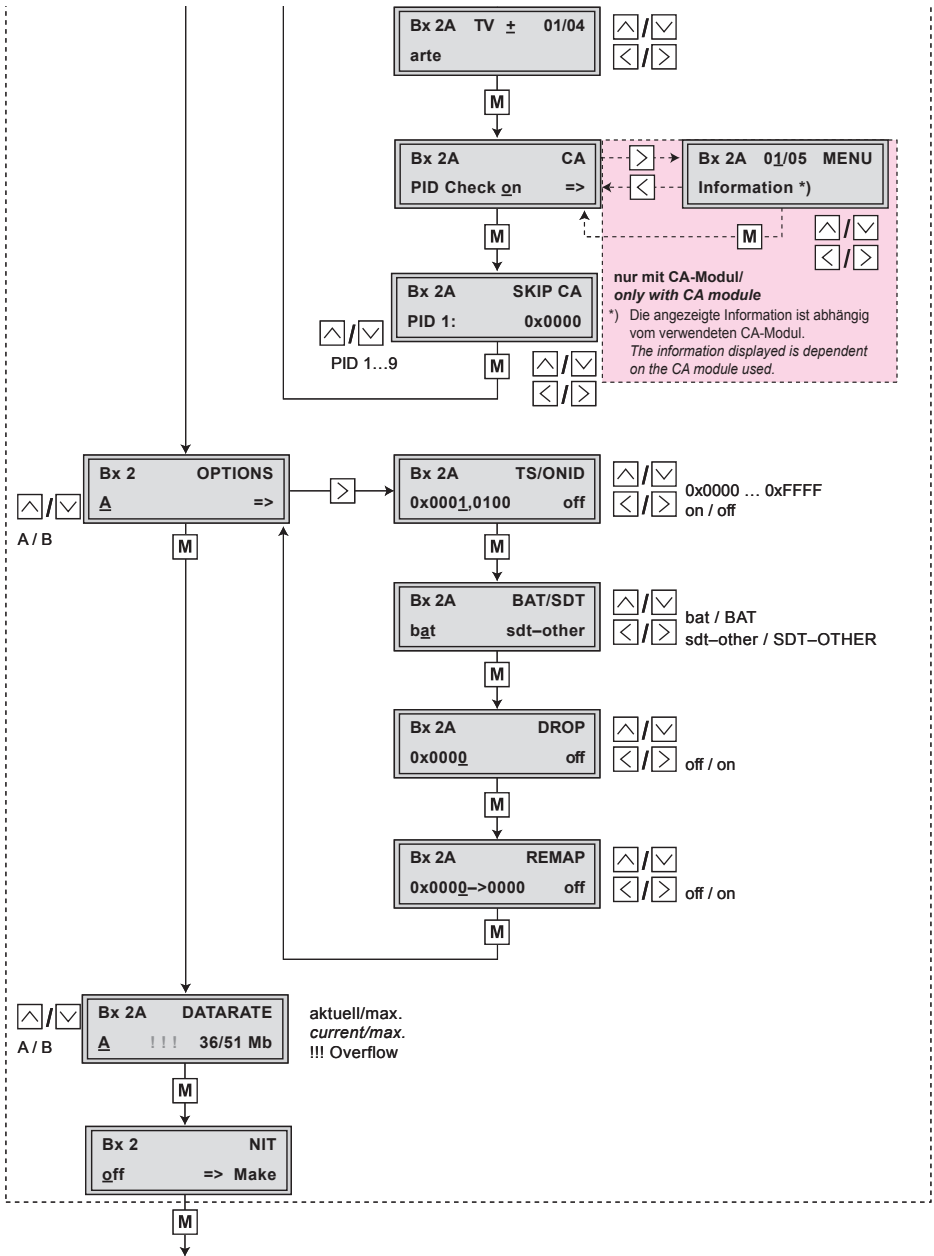 Bx 2A TV ± 01/04
arte
∧/∨
</>
M
Bx 2A CA
PID Check on =>
>
<
Bx 2A 01/05 MENU
Information *)
M
∧/∨
</>
nur mit CA-Modul/
only with CA module
*) Die angezeigte Information ist abhängig
vom verwendeten CA-Modul.
The information displayed is dependent
on the CA module used.
M
Bx 2A SKIP CA
PID 1: 0x0000
∧/∨
PID 1…9
M
∧/∨
</>
Bx 2 OPTIONS
A =>
∧/∨
A / B
>
Bx 2A TS/ONID
0x0001,0100 off
∧/∨
</>
0x0000 … 0xFFFF
on / off
M
M
Bx 2A BAT/SDT
bat sdt–other
∧/∨
</>
bat / BAT
sdt–other / SDT–OTHER
M
Bx 2A DROP
0x0000 off
∧/∨
</> off / on
M
Bx 2A REMAP
0x0000–>0000 off
∧/∨
</> off / on
M
∧/∨
A / B
Bx 2A DATARATE
A !!! 36/51 Mb
aktuell/max.
current/max.
!!! Overflow
M
Bx 2 NIT
off => Make
M